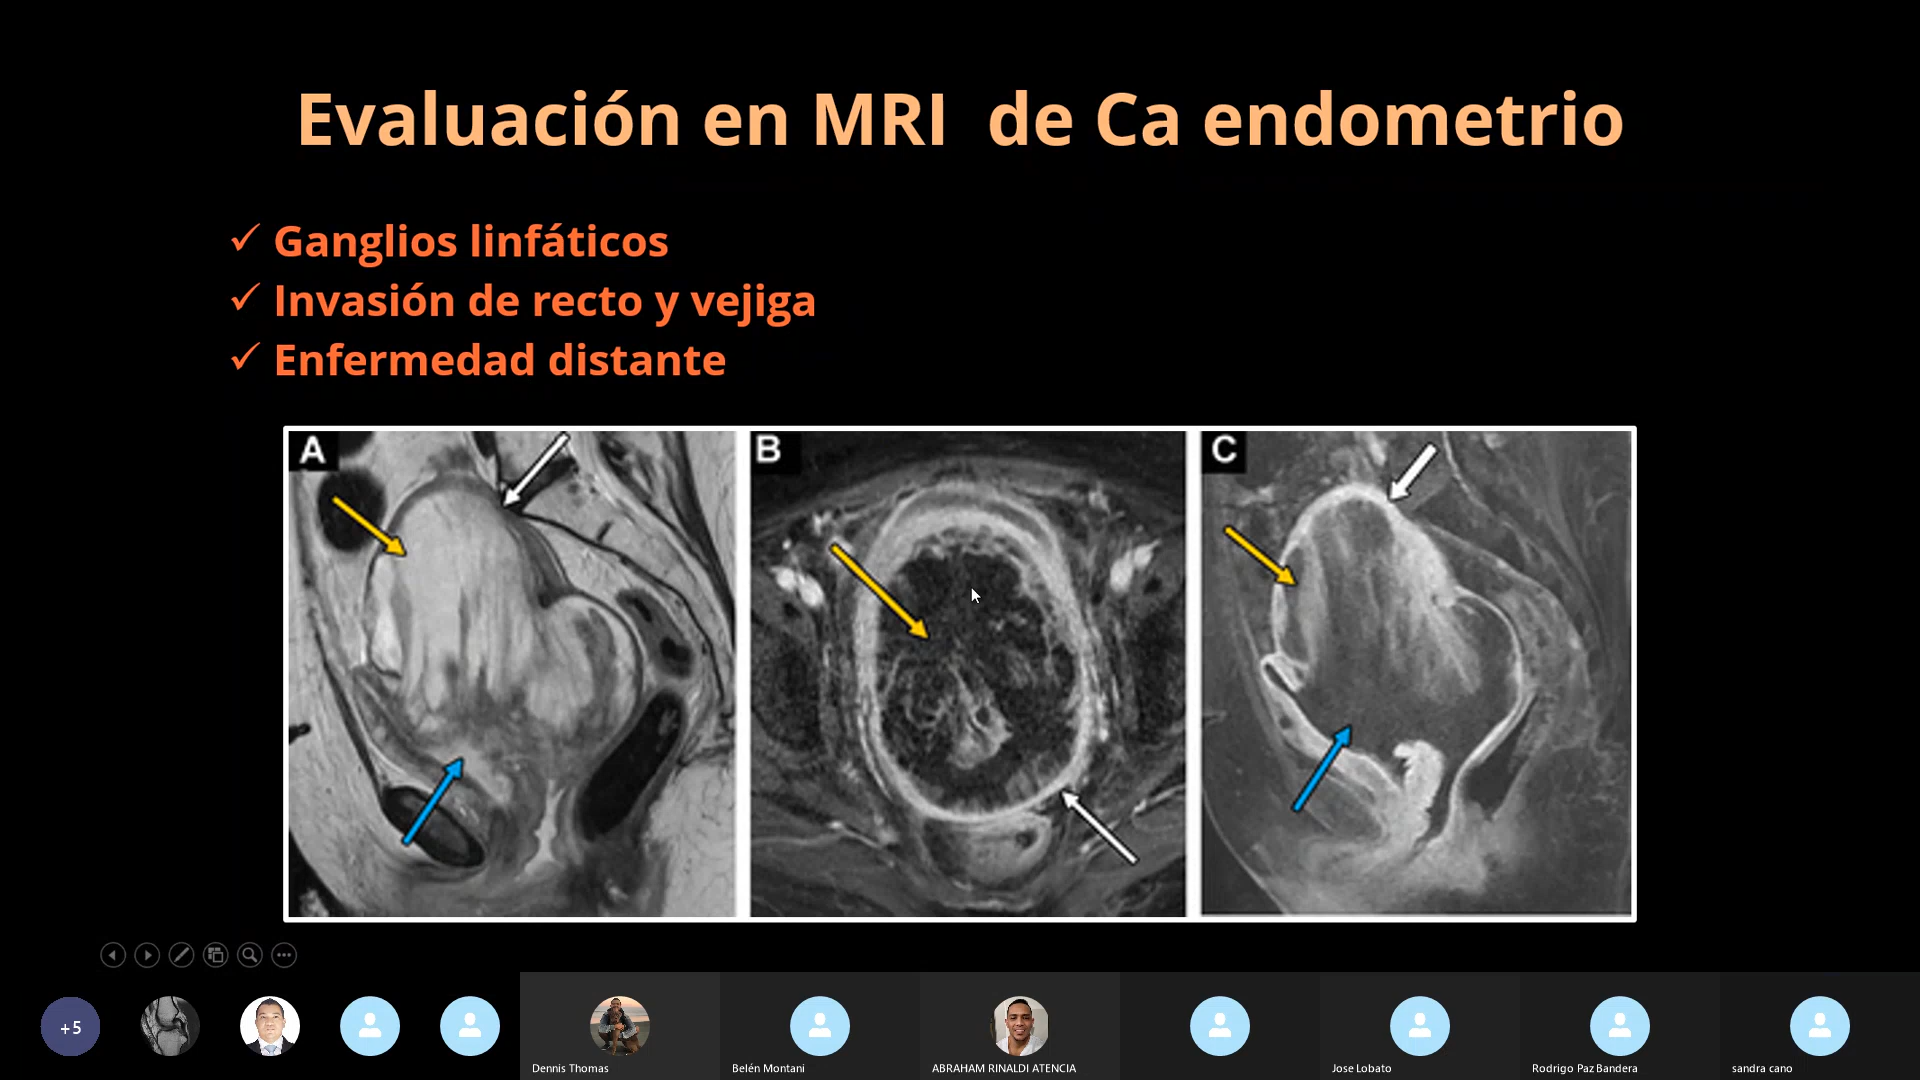 Evaluación en MRI  de Ca endometrio
✓ Ganglios linfáticos
✓ Invasión de recto y vejiga
✓ Enfermedad distante
A
B
C
+5
Dennis Thomas
Belén Montani
ABRAHAM RINALDI ATENCIA
Jose Lobato
Rodrigo Paz Bandera
sandra cano